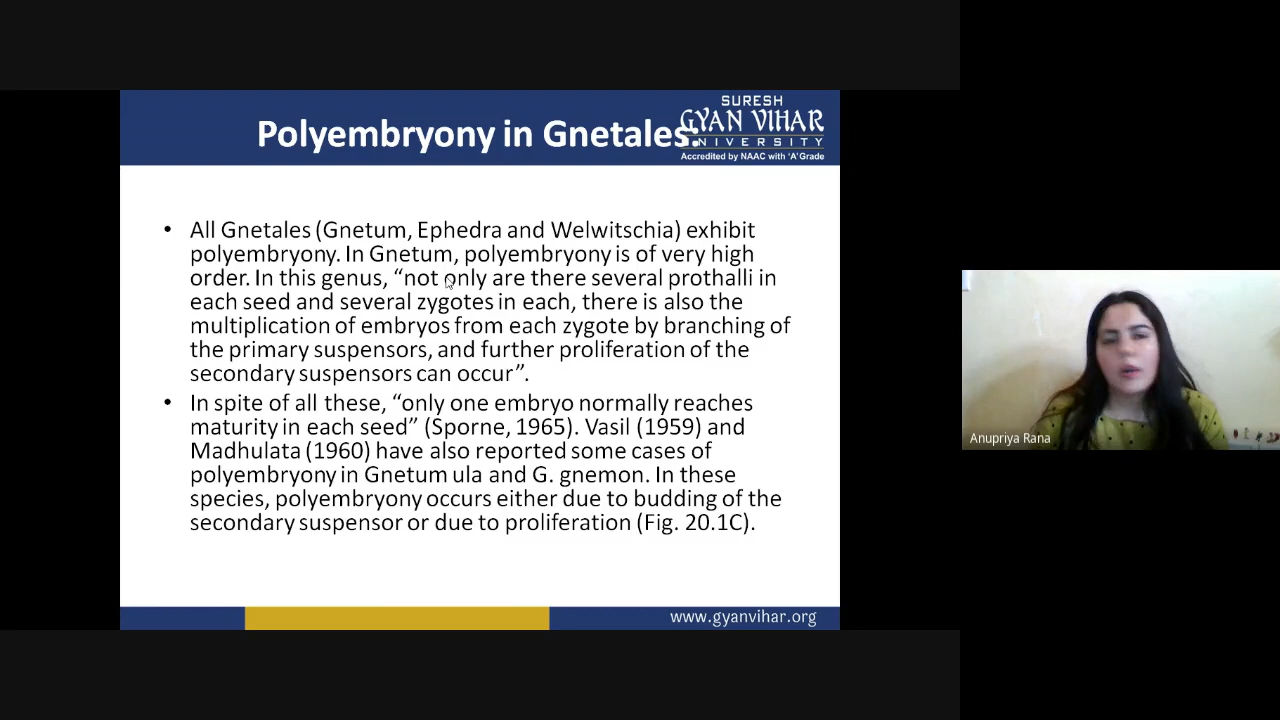 SURESH
GYAN VIHAR
UNIVERSITY
Accredited by NAAC with 'A' Grade
Polyembryony in Gnetales:
• All Gnetales (Gnetum, Ephedra and Welwitschia) exhibit
polyembryony. In Gnetum, polyembryony is of very high
order. In this genus, “not only are there several prothalli in
each seed and several zygotes in each, there is also the
multiplication of embryos from each zygote by branching of
the primary suspensors, and further proliferation of the
secondary suspensors can occur”.
• In spite of all these, “only one embryo normally reaches
maturity in each seed” (Sporne, 1965). Vasil (1959) and
Madhulata (1960) have also reported some cases of
polyembryony in Gnetum ula and G. gnemon. In these
species, polyembryony occurs either due to budding of the
secondary suspensor or due to proliferation (Fig. 20.1C).
www.gyanvihar.org
Anupriya Rana